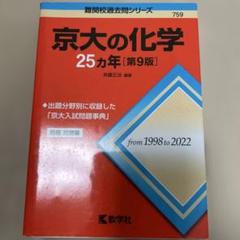 難関校過去問シリーズ
759
京大の化学
25ヵ年[第9版]
◆出題分野別に収録した
「京大入試問題事典」
from 1998 to 2022
教学社